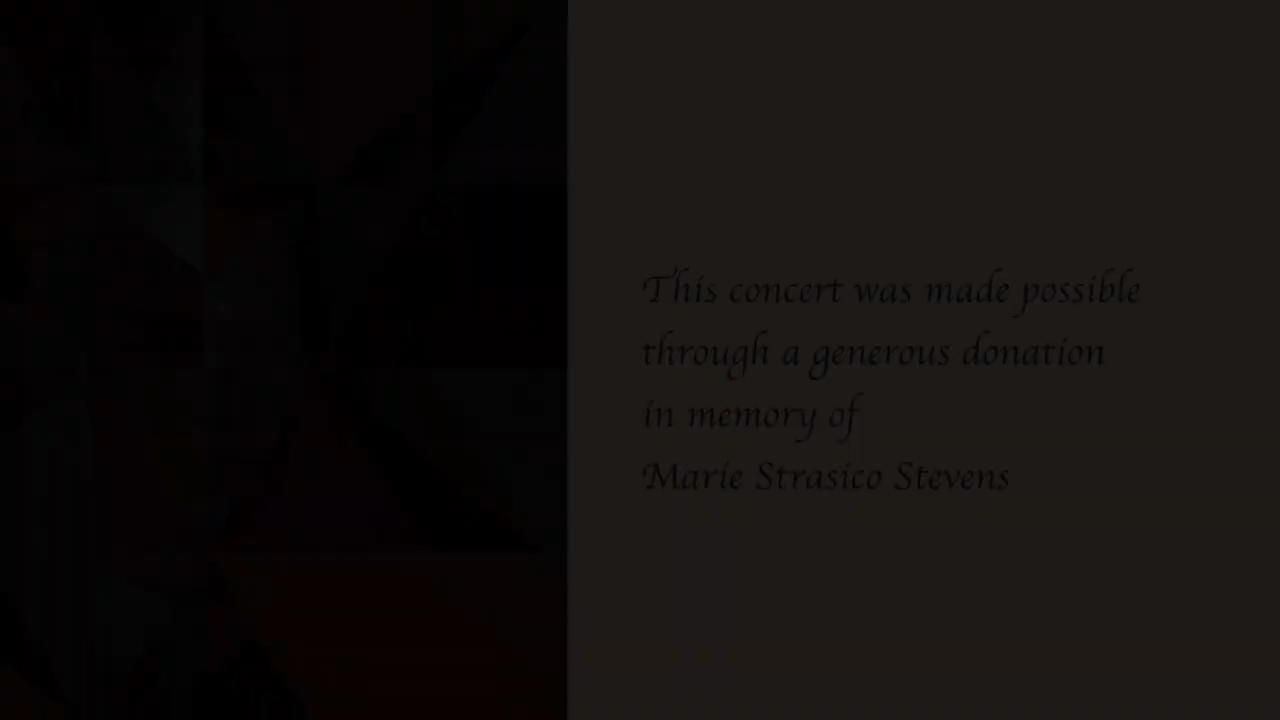 This concert was made possible
through a generous donation
in memory of
Marie Strasico Stevens